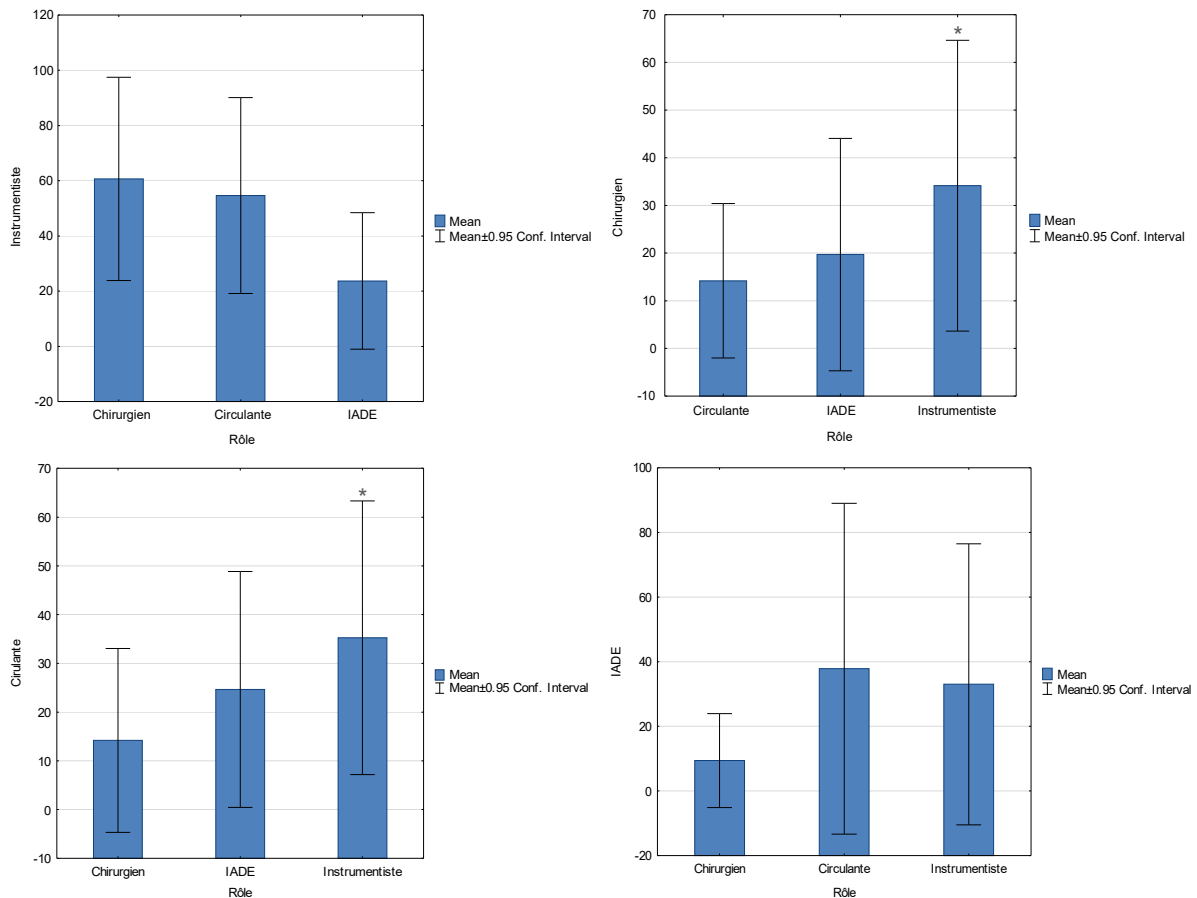 120
100
80
60
40
20
0
-20
Instrumentiste
Chirurgien Circulante IADE
Rôle
Mean
Mean±0.95 Conf. Interval
70
60
50
40
30
20
10
0
-10
Chirurgien
*
Circulante IADE Instrumentiste
Rôle
Mean
Mean±0.95 Conf. Interval
70
60
50
40
30
20
10
0
-10
Cirulante
*
Chirurgien IADE Instrumentiste
Rôle
Mean
Mean±0.95 Conf. Interval
100
80
60
40
20
0
-20
IADE
Chirurgien Circulante Instrumentiste
Rôle
Mean
Mean±0.95 Conf. Interval